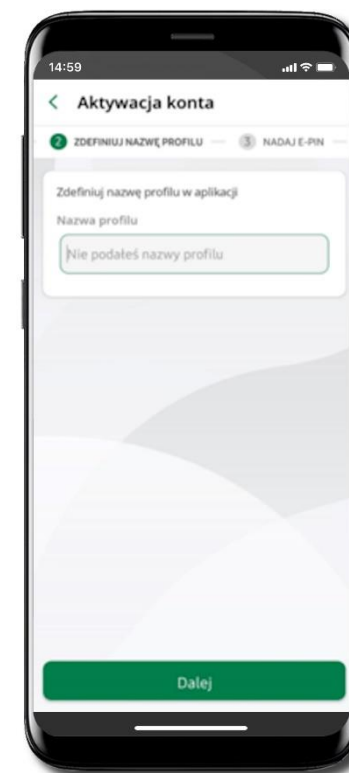 14:59
Aktywacja konta
2 ZDEFINIUJ NAZWĘ PROFILU 3 NADAJ E-PIN
Zdefiniuj nazwę profilu w aplikacji
Nazwa profilu
Nie podałeś nazwy profilu
Dalej